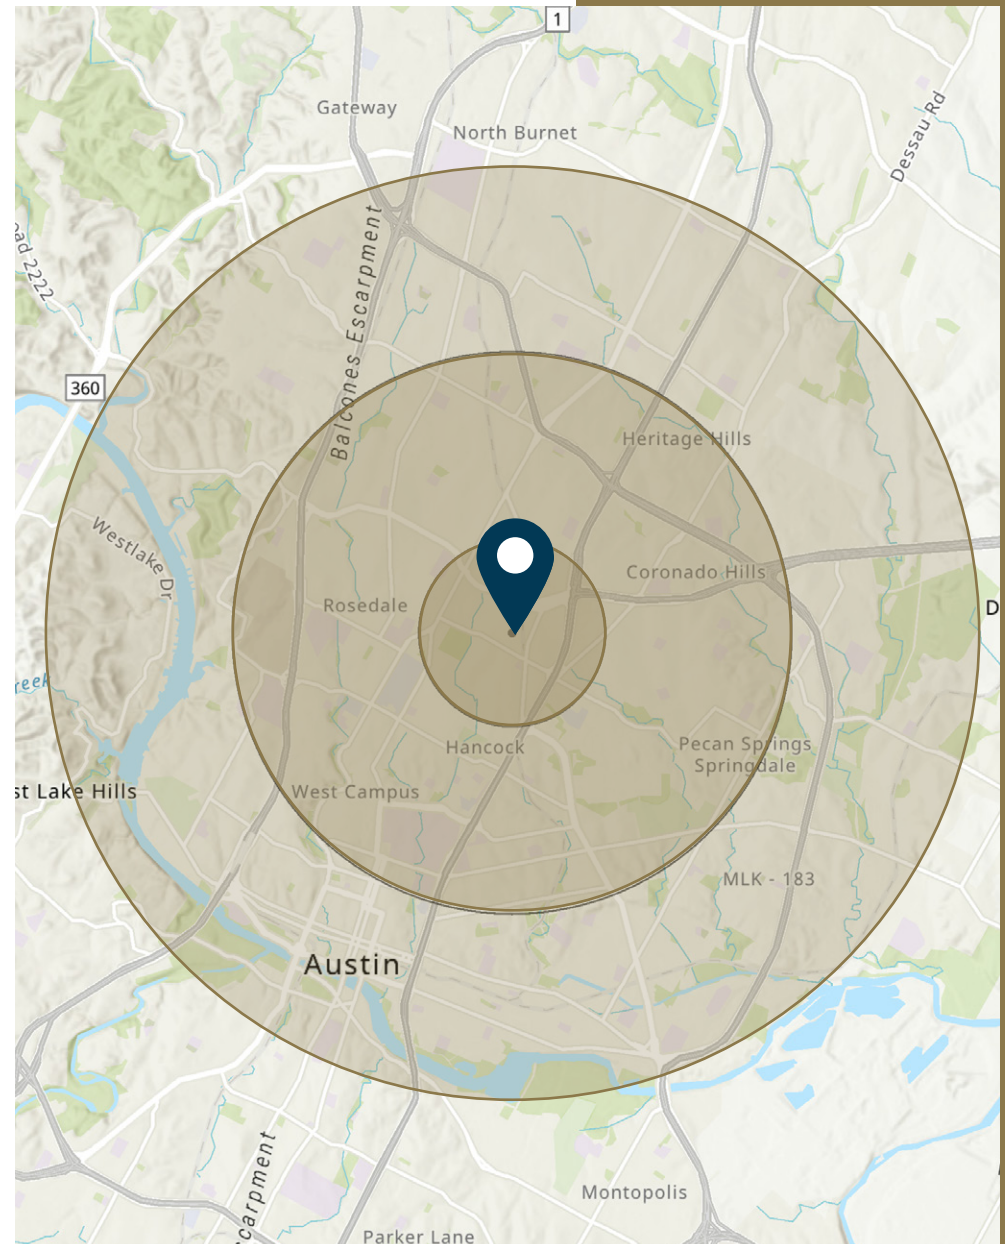 1
Gateway
North Burnet
Dessau Rd
Balcones Escarpment
oad 2222
360
Heritage Hills
Westlake Dr
Coronado Hills
Rosedale
D
reek
Hancock
Pecan Springs
Springdale
st Lake Hills
West Campus
MLK - 183
Austin
scarpment
Montopolis
Parker Lane